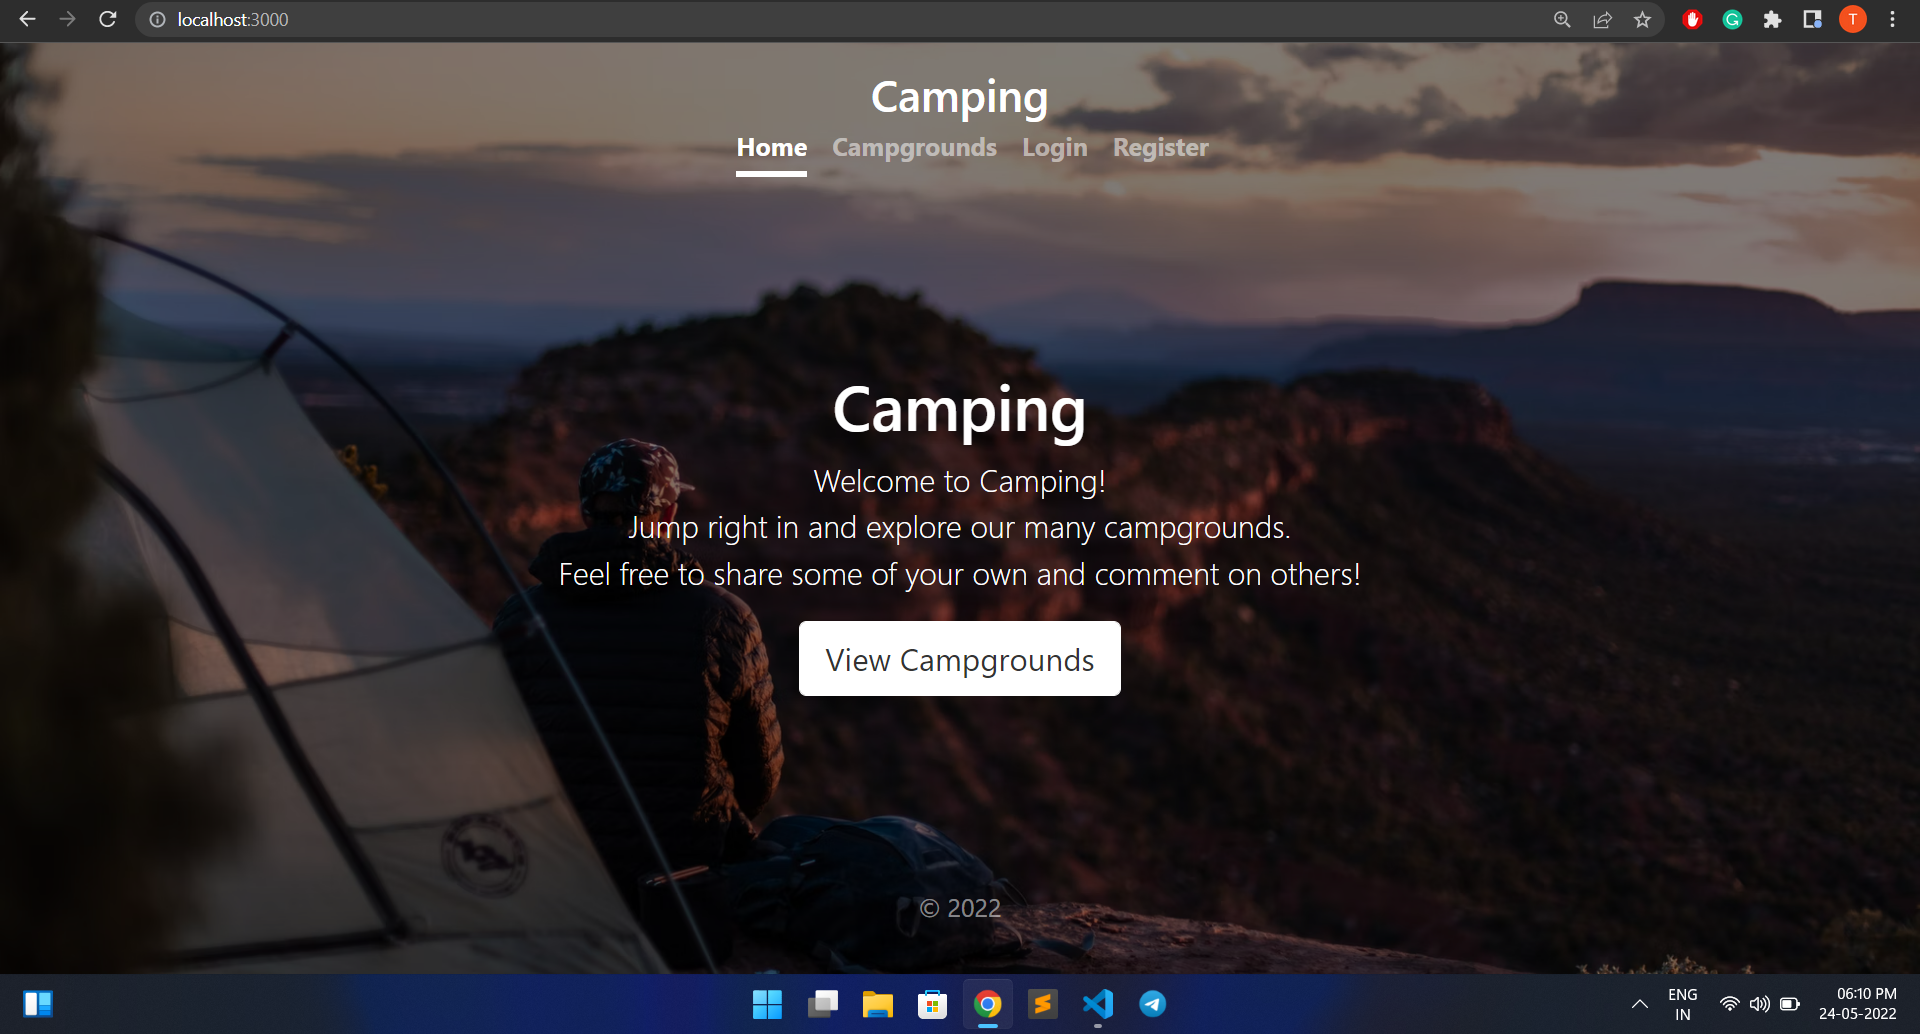 localhost:3000
T
Camping
Home Campgrounds Login Register
Camping
Welcome to Camping!
Jump right in and explore our many campgrounds.
Feel free to share some of your own and comment on others!
View Campgrounds
© 2022
ENG
IN
06:10 PM
24-05-2022